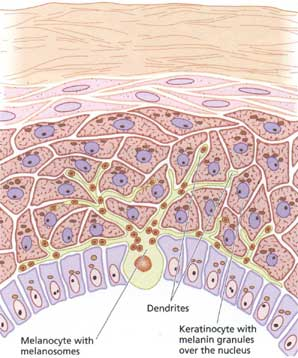 Dendrites
Melanocyte with
melanosomes
Keratinocyte with
melanin granules
over the nucleus